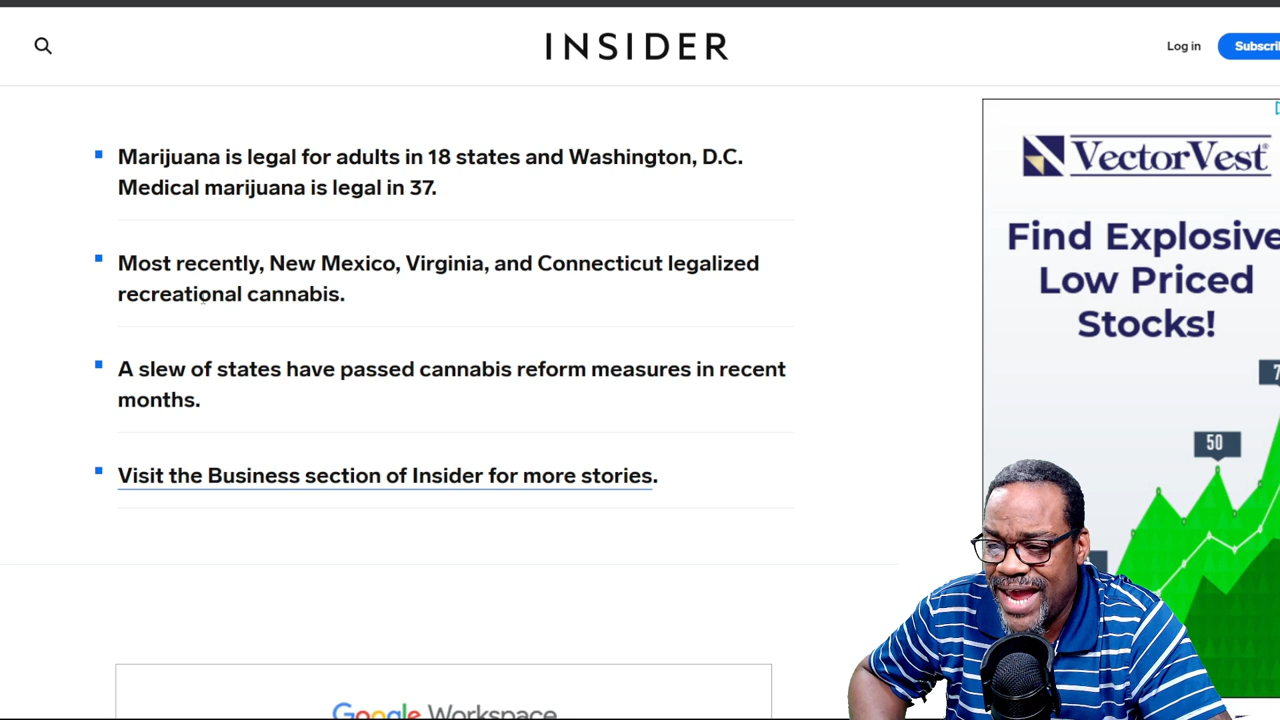 INSIDER
Log in
Marijuana is legal for adults in 18 states and Washington, D.C.
Medical marijuana is legal in 37.
Most recently, New Mexico, Virginia, and Connecticut legalized
recreational cannabis.
A slew of states have passed cannabis reform measures in recent
months.
Visit the Business section of Insider for more stories.
VectorVest®
Find Explosive
Low Priced
Stocks!
50
7
Google Workspace